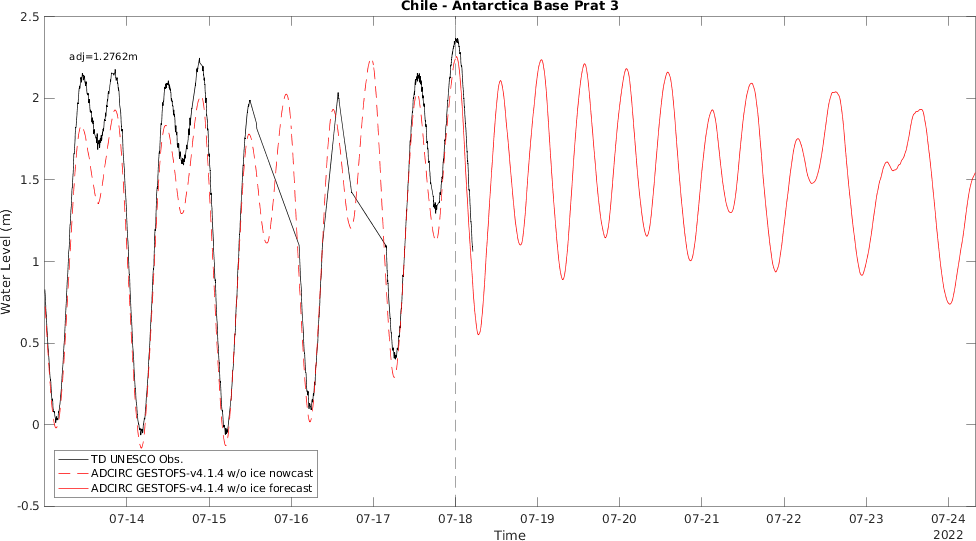 Chile - Antarctica Base Prat 3
adj=1.2762m
2.5
2
1.5
1
0.5
0
-0.5
Water Level (m)
TD UNESCO Obs.
ADCIRC GESTOFS-v4.1.4 w/o ice nowcast
ADCIRC GESTOFS-v4.1.4 w/o ice forecast
07-14 07-15 07-16 07-17 07-18 07-19 07-20 07-21 07-22 07-23 07-24
Time
2022